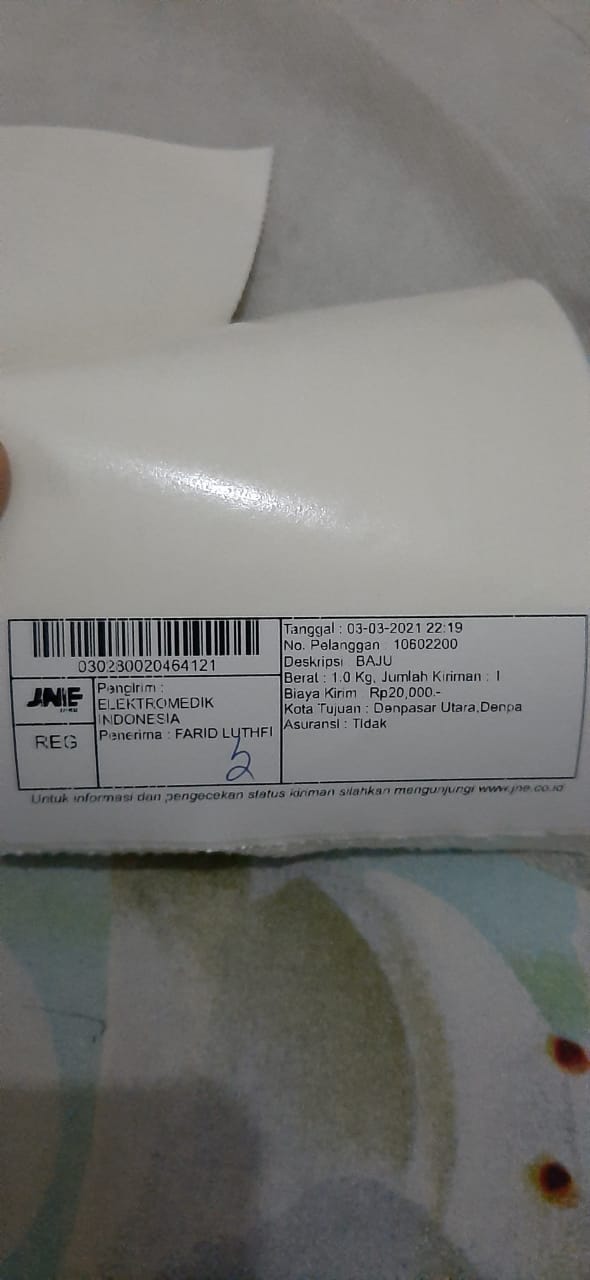 030280020464121
JNE
REG
Pengirim :
ELEKTROMEDIK
INDONESIA
Penerima : FARID LUTHFI
2
Tanggal : 03-03-2021 22:19
No. Pelanggan : 10602200
Deskripsi : BAJU
Berat : 1.0 Kg, Jumlah Kiriman : 1
Biaya Kirim : Rp20,000.-
Kota Tujuan : Denpasar Utara,Denpa
Asuransi : Tidak
Untuk informasi dan pengecekan status kiriman silahkan mengunjungi www.jne.co.id